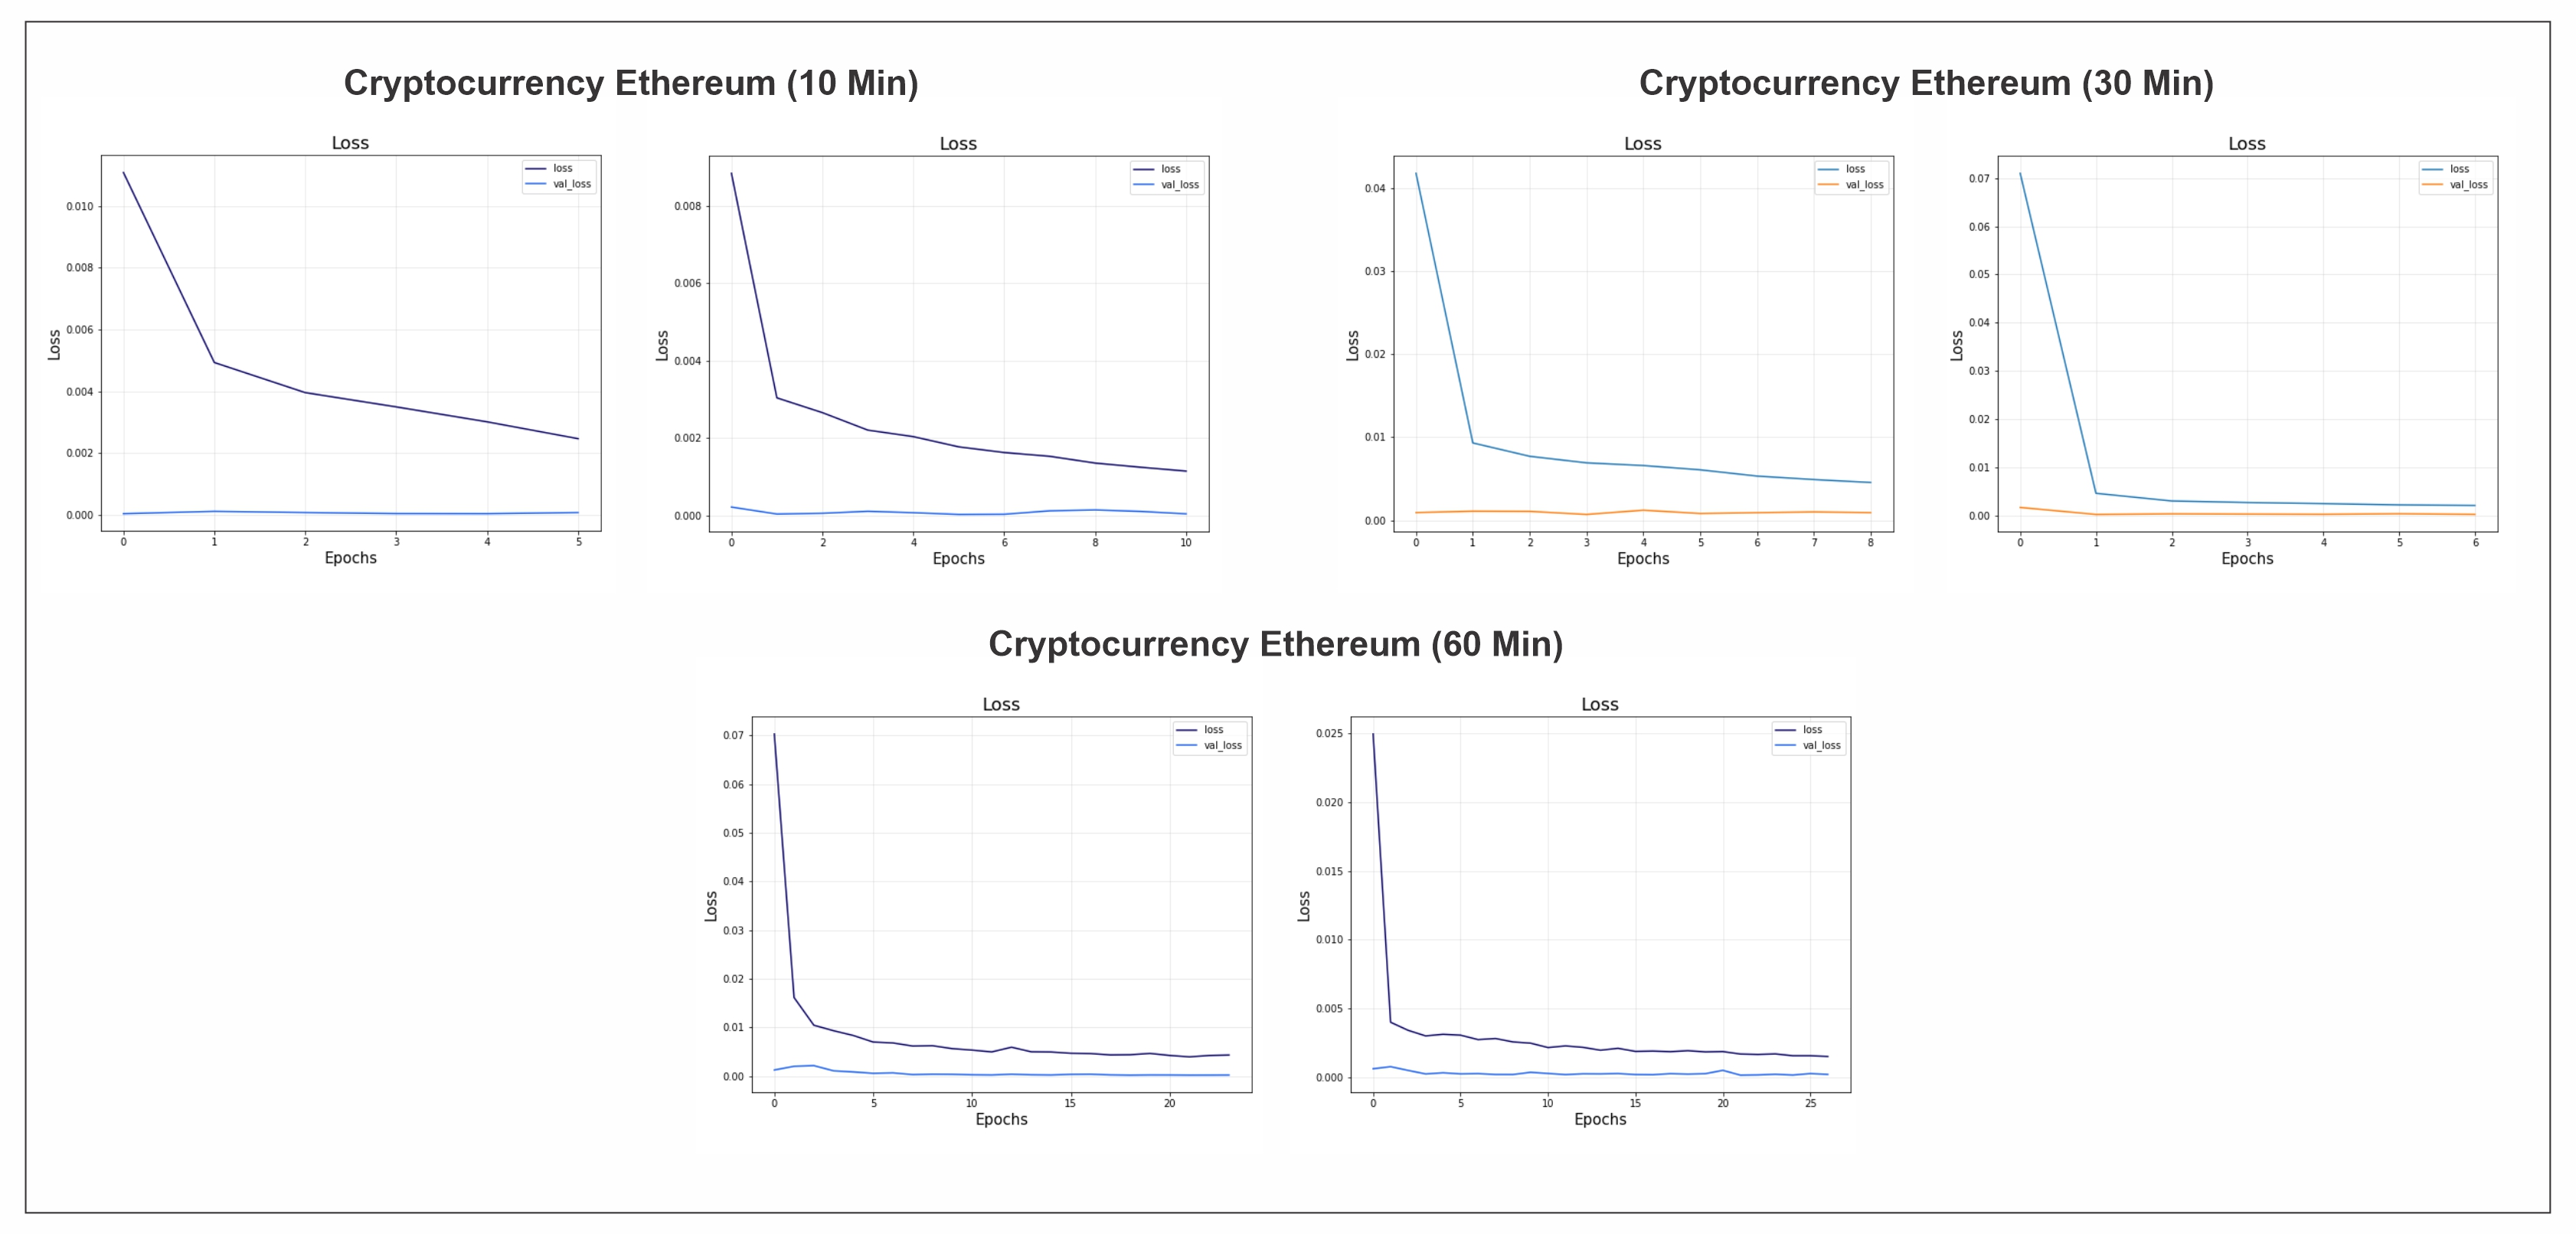 Cryptocurrency Ethereum (10 Min)
Cryptocurrency Ethereum (30 Min)
Loss
loss
val_loss
0.010
0.008
0.006
0.004
0.002
0.000
Loss
0 1 2 3 4 5
Epochs
Loss
loss
val_loss
0.008
0.006
0.004
0.002
0.000
Loss
0 2 4 6 8 10
Epochs
Loss
loss
val_loss
0.04
0.03
0.02
0.01
0.00
Loss
0 1 2 3 4 5 6 7 8
Epochs
Loss
loss
val_loss
0.07
0.06
0.05
0.04
0.03
0.02
0.01
0.00
Loss
0 1 2 3 4 5 6
Epochs
Cryptocurrency Ethereum (60 Min)
Loss
loss
val_loss
0.07
0.06
0.05
0.04
0.03
0.02
0.01
0.00
Loss
0 5 10 15 20
Epochs
Loss
loss
val_loss
0.025
0.020
0.015
0.010
0.005
0.000
Loss
0 5 10 15 20 25
Epochs